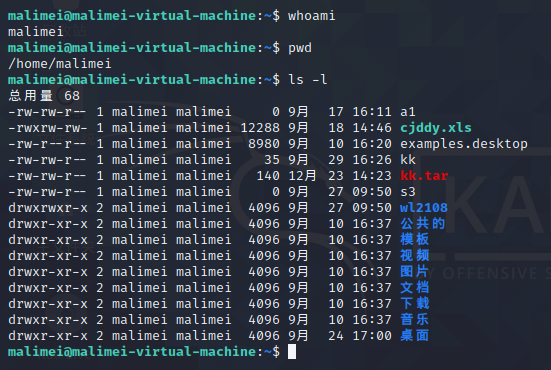 malimei@malimei-virtual-machine:~$ whoami
malimei
malimei@malimei-virtual-machine:~$ pwd
/home/malimei
malimei@malimei-virtual-machine:~$ ls -l
总用量 68
-rw-rw-r-- 1 malimei malimei     0 9月  17 16:11 a1
-rwxrw-rw- 1 malimei malimei 12288 9月  18 14:46 cjddy.xls
-rw-r--r-- 1 malimei malimei  8980 9月  10 16:20 examples.desktop
-rw-rw-r-- 1 malimei malimei    35 9月  29 16:26 kk
-rw-rw-r-- 1 malimei malimei   140 12月 23 14:23 kk.tar
-rw-rw-r-- 1 malimei malimei     0 9月  27 09:50 s3
drwxrwxr-x 2 malimei malimei  4096 9月  27 09:50 wl2108
drwxr-xr-x 2 malimei malimei  4096 9月  10 16:37 公共的
drwxr-xr-x 2 malimei malimei  4096 9月  10 16:37 模板
drwxr-xr-x 2 malimei malimei  4096 9月  10 16:37 视频
drwxr-xr-x 2 malimei malimei  4096 9月  10 16:37 图片
drwxr-xr-x 2 malimei malimei  4096 9月  10 16:37 文档
drwxr-xr-x 2 malimei malimei  4096 9月  10 16:37 下载
drwxr-xr-x 2 malimei malimei  4096 9月  10 16:37 音乐
drwxr-xr-x 2 malimei malimei  4096 9月  24 17:00 桌面
malimei@malimei-virtual-machine:~$
KA
OFFENSIVE